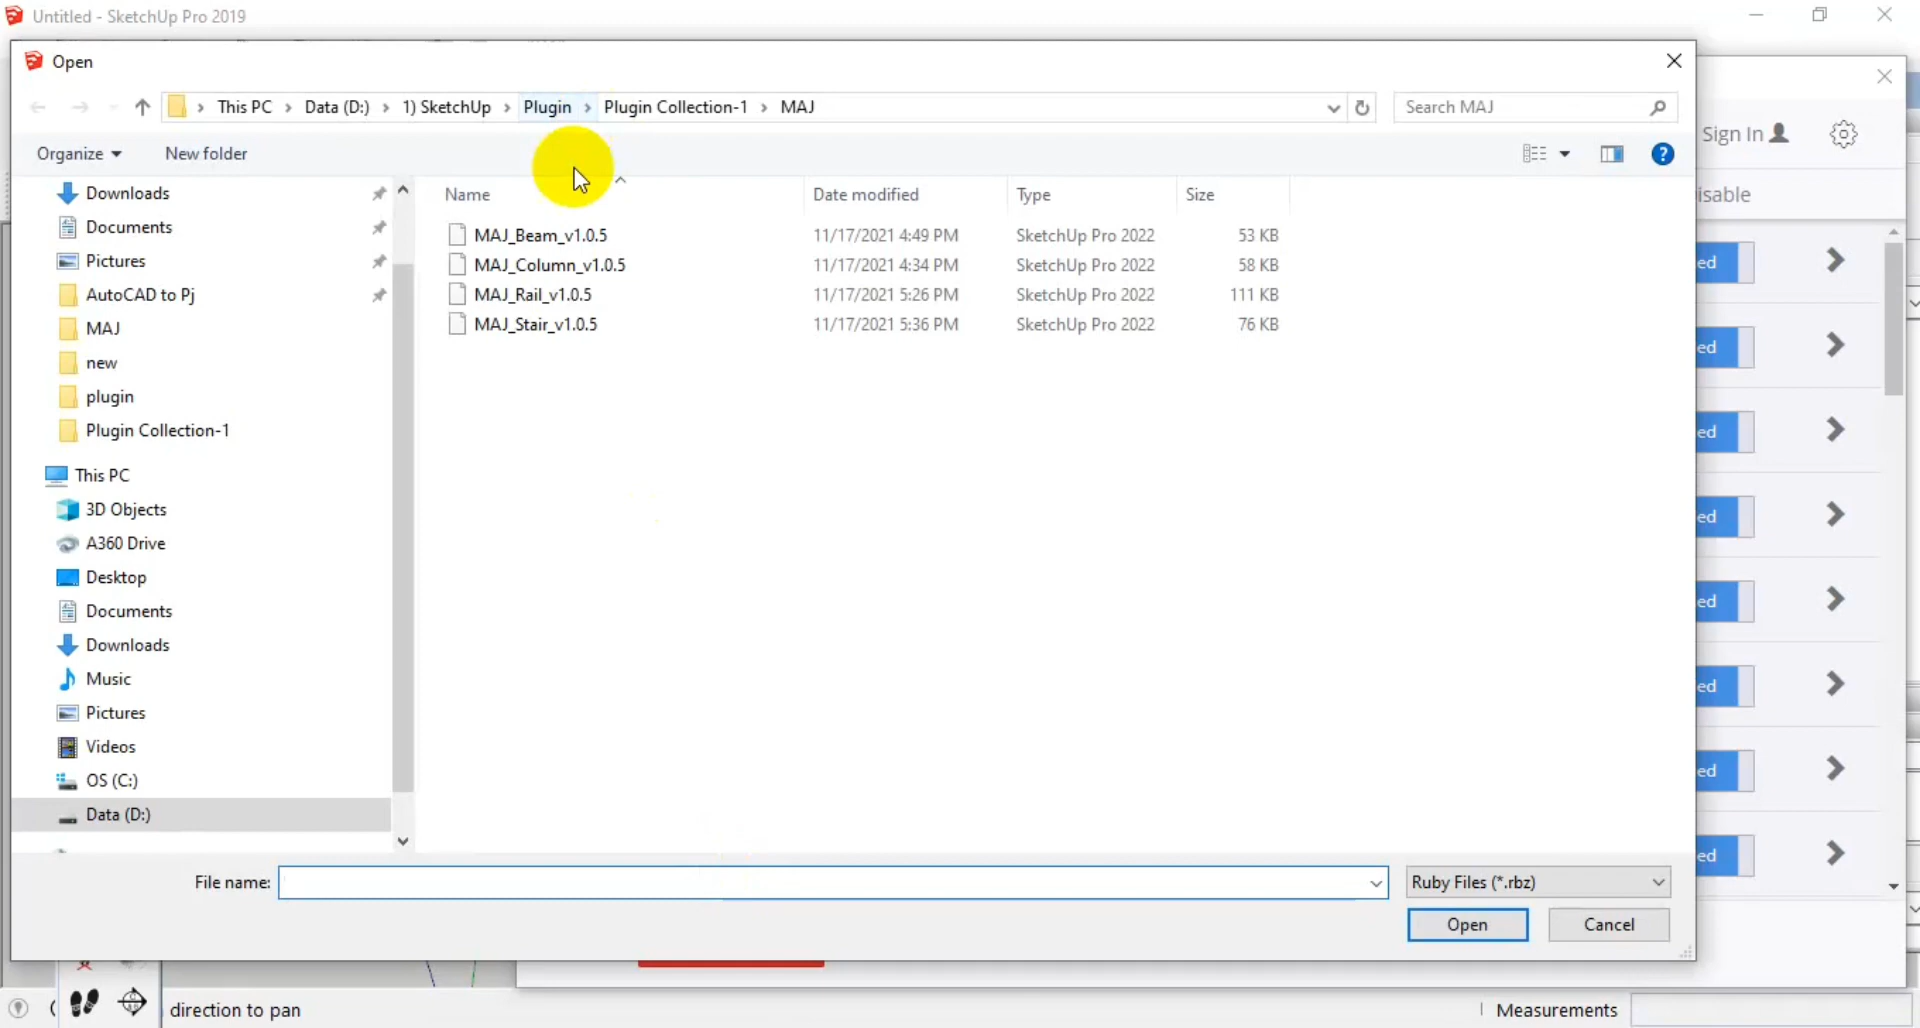 Untitled - SketchUp Pro 2019
Open
This PC > Data (D:) > 1) SketchUp > Plugin > Plugin Collection-1 > MAJ
Search MAJ
Sign In
Organize
New folder
?
isable
Name
Date modified
Type
Size
MAJ_Beam_v1.0.5 11/17/2021 4:49 PM SketchUp Pro 2022 53 KB
MAJ_Column_v1.0.5 11/17/2021 4:34 PM SketchUp Pro 2022 58 KB
MAJ_Rail_v1.0.5 11/17/2021 5:26 PM SketchUp Pro 2022 111 KB
MAJ_Stair_v1.0.5 11/17/2021 5:36 PM SketchUp Pro 2022 76 KB
Downloads
Documents
Pictures
AutoCAD to Pj
MAJ
new
plugin
Plugin Collection-1
This PC
3D Objects
A360 Drive
Desktop
Documents
Downloads
Music
Pictures
Videos
OS (C:)
Data (D:)
ed
ed
ed
ed
ed
ed
ed
ed
File name:
Ruby Files (*.rbz)
Open
Cancel
direction to pan
Measurements